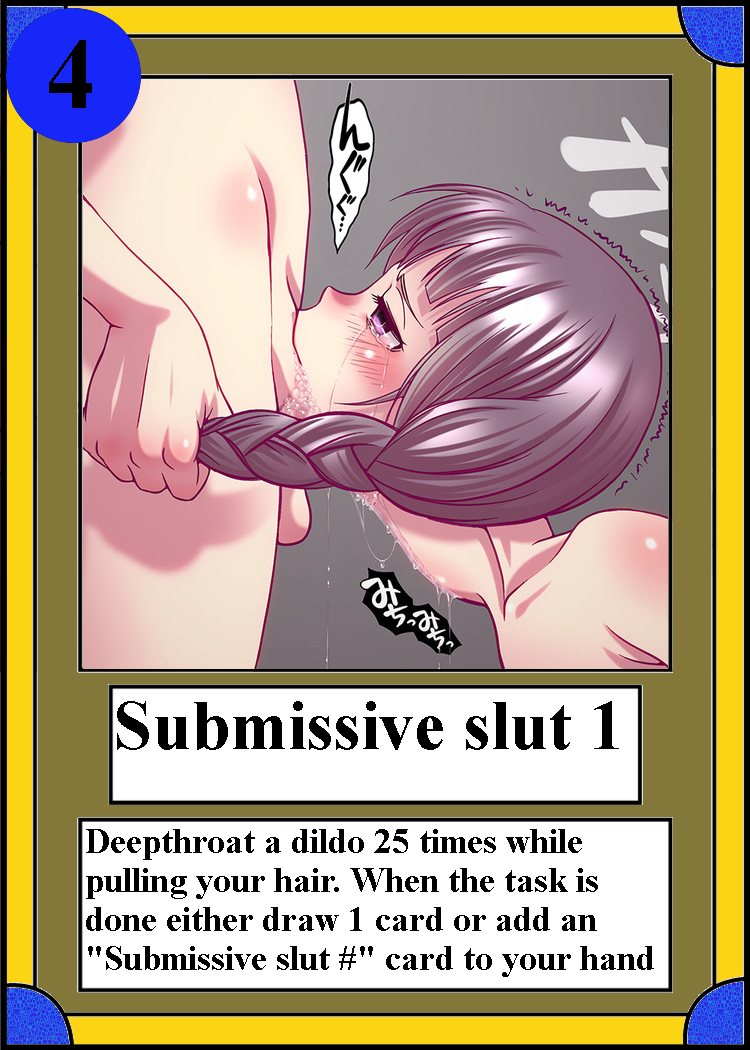 4
んぐぐ…
みちっ
みちっ
Submissive slut 1
Deepthroat a dildo 25 times while
pulling your hair. When the task is
done either draw 1 card or add an
"Submissive slut #" card to your hand